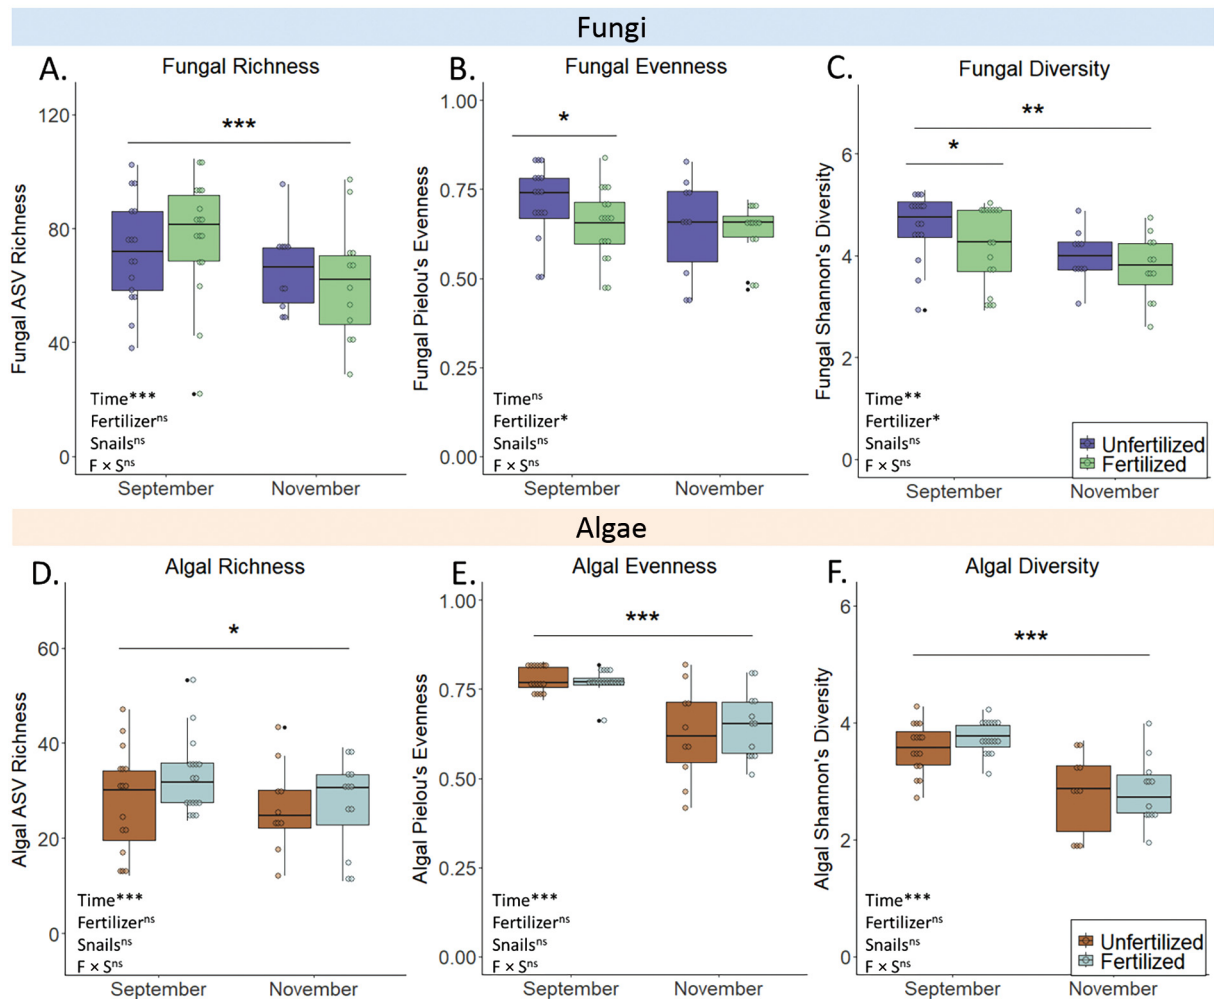 Fungi
A.
Fungal Richness
Fungal ASV Richness
120
80
40
0
***
Time***
Fertilizerns
Snailsns
F × Sns
September
November
B.
Fungal Evenness
Fungal Pielou's Evenness
1.00
0.75
0.50
0.25
0.00
*
Timens
Fertilizer*
Snailsns
F × Sns
September
November
C.
Fungal Diversity
Fungal Shannon's Diversity
6
4
2
0
**
*
Time**
Fertilizer*
Snailsns
F × Sns
Unfertilized
Fertilized
September
November
Algae
D.
Algal Richness
Algal ASV Richness
60
40
20
0
*
Time***
Fertilizerns
Snailsns
F × Sns
September
November
E.
Algal Evenness
Algal Pielou's Evenness
1.00
0.75
0.50
0.25
0.00
***
Time***
Fertilizerns
Snailsns
F × Sns
September
November
F.
Algal Diversity
Algal Shannon's Diversity
6
4
2
0
***
Time***
Fertilizerns
Snailsns
F × Sns
Unfertilized
Fertilized
September
November